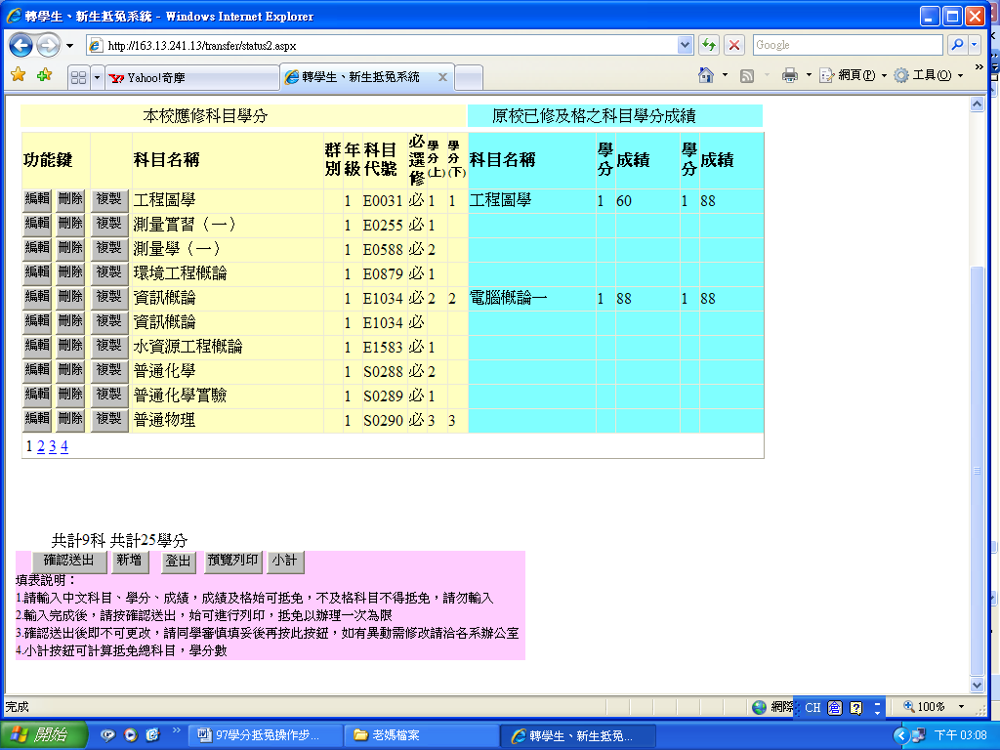 轉學生、新生抵免系統 - Windows Internet Explorer
http://163.13.241.13/transfer/status2.aspx
Google
Yahoo!奇摩
轉學生、新生抵免系統
網頁(P)
工具(O)
本校應修科目學分 原校已修及格之科目學分成績
功能鍵 科目名稱 群別 年級 科目代號 必選修 學分(上) 學分(下) 科目名稱 學分 成績 學分 成績
編輯 刪除 複製 工程圖學 1 E0031 必 1 1 工程圖學 1 60 1 88
編輯 刪除 複製 測量實習(一) 1 E0255 必 1
編輯 刪除 複製 測量學(一) 1 E0588 必 2
編輯 刪除 複製 環境工程概論 1 E0879 必 1
編輯 刪除 複製 資訊概論 1 E1034 必 2 2 電腦概論一 1 88 1 88
編輯 刪除 複製 資訊概論 1 E1034 必
編輯 刪除 複製 水資源工程概論 1 E1583 必 1
編輯 刪除 複製 普通化學 1 S0288 必 2
編輯 刪除 複製 普通化學實驗 1 S0289 必 1
編輯 刪除 複製 普通物理 1 S0290 必 3 3
1 2 3 4
共計9科 共計25學分
確認送出 新增 登出 預覽列印 小計
填表說明:
1.請輸入中文科目、學分、成績,成績及格始可抵免,不及格科目不得抵免,請勿輸入
2.輸入完成後,請按確認送出,始可進行列印,抵免以辦理一次為限
3.確認送出後即不可更改,請同學審慎填妥後再按此按鈕,如有異動需修改請洽各系辦公室
4.小計按鈕可計算抵免總科目,學分數
完成
網際
CH
100%
開始
97學分抵免操作步...
老媽檔案
轉學生、新生抵免...
下午 03:08